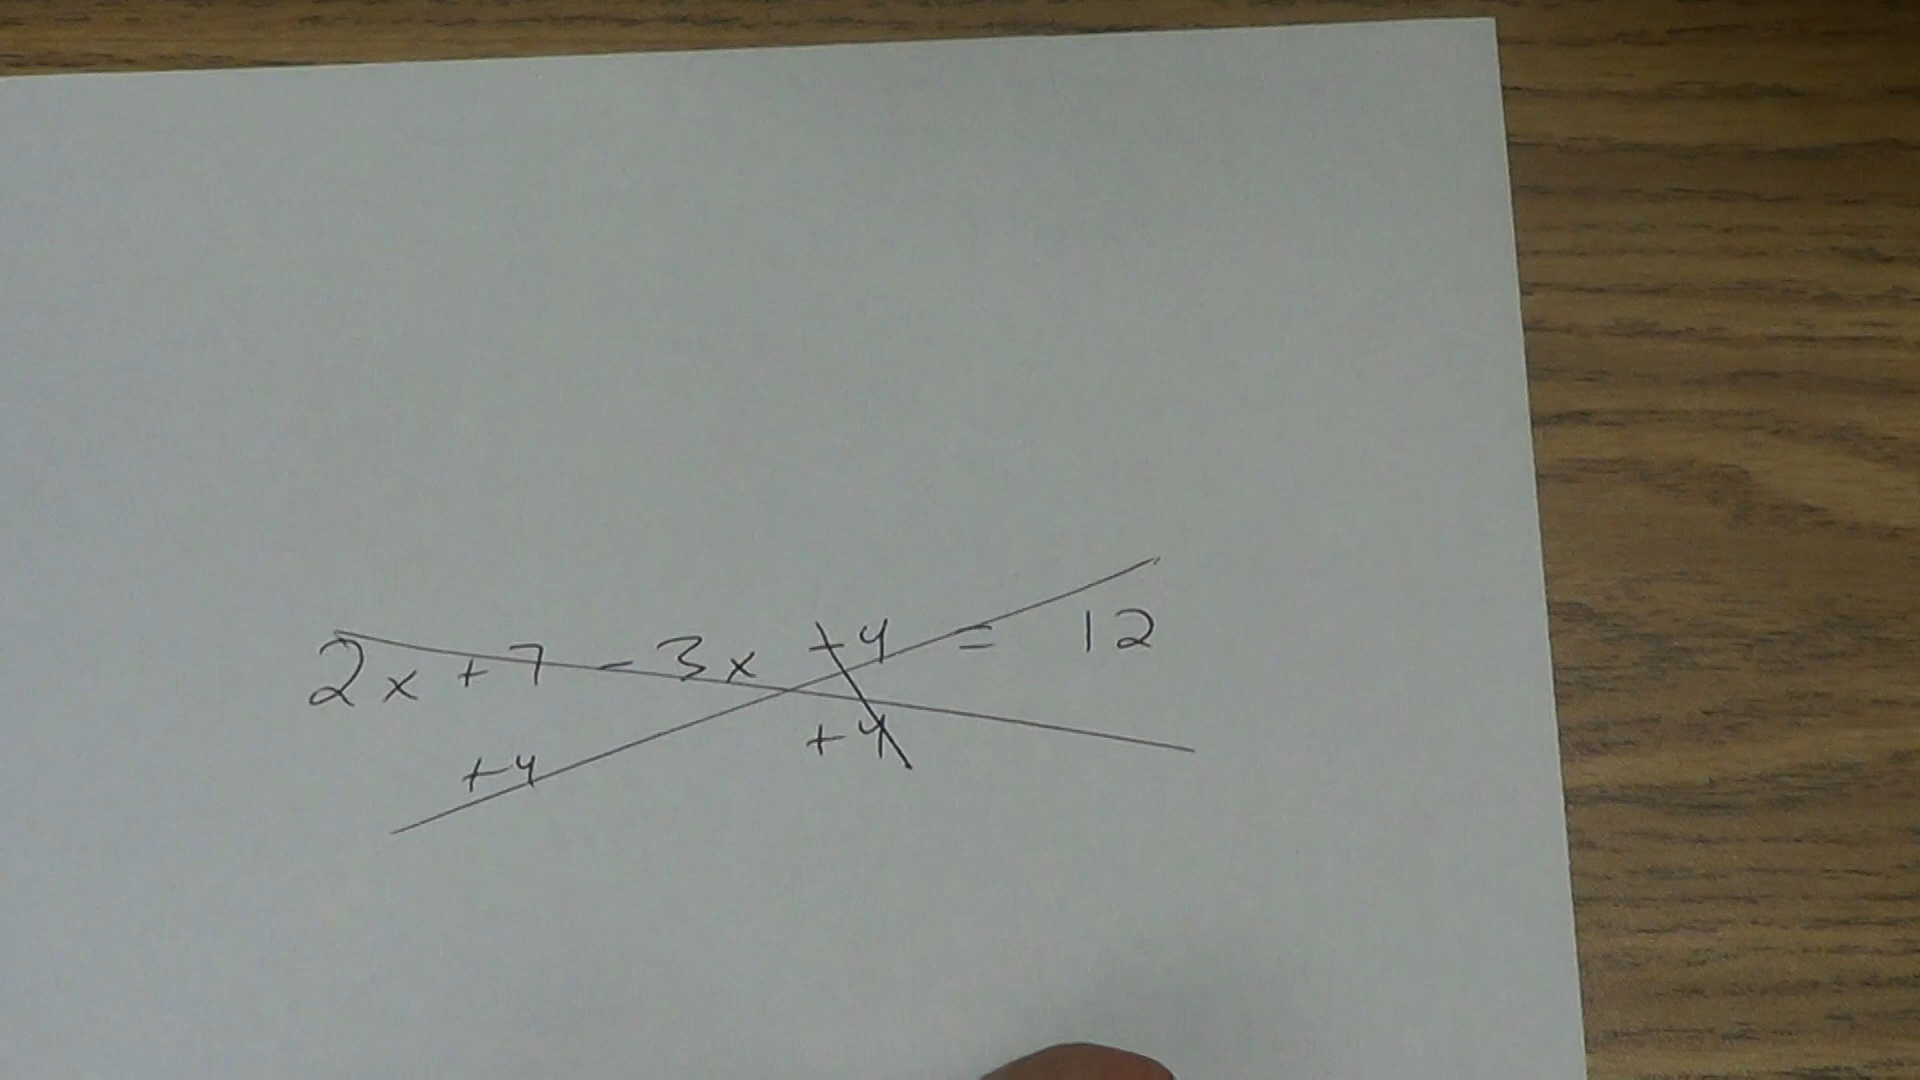 2x + 7 - 3x - 4 = 12
+4 +4